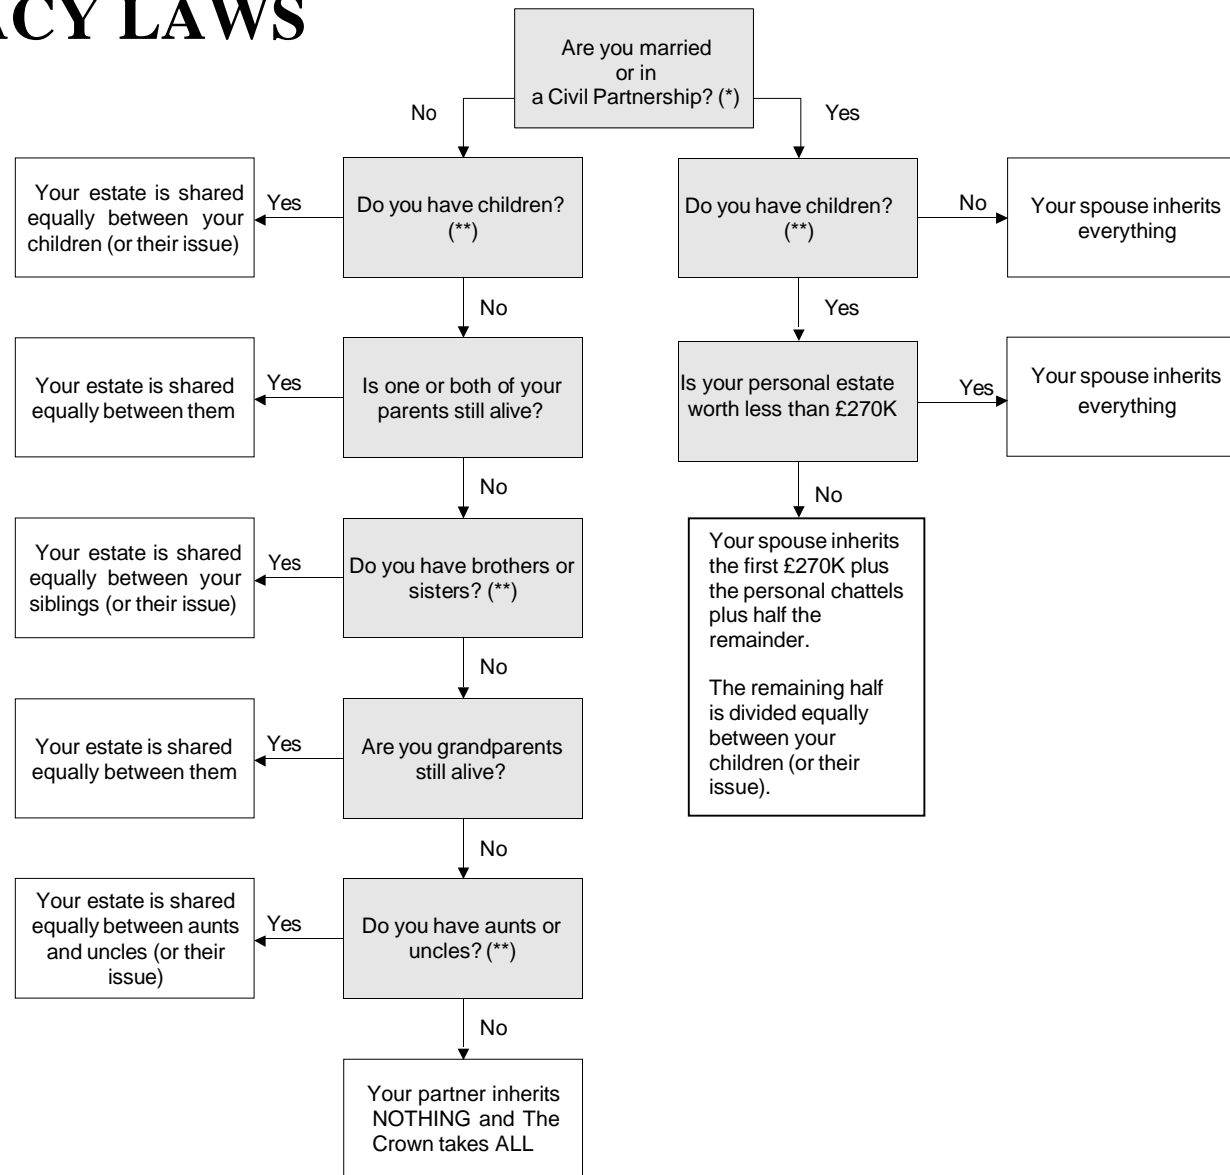 ACY LAWS
Are you married
or in
a Civil Partnership? (*)
No
Yes
Your estate is shared
equally between your
children (or their issue)
Yes
Do you have children?
(**)
Do you have children?
(**)
No
Your spouse inherits
everything
No
Yes
Your estate is shared
equally between them
Yes
Is one or both of your
parents still alive?
Is your personal estate
worth less than £270K
Yes
Your spouse inherits
everything
No
No
Your estate is shared
equally between your
siblings (or their issue)
Yes
Do you have brothers or
sisters? (**)
Your spouse inherits
the first £270K plus
the personal chattels
plus half the
remainder.
The remaining half
is divided equally
between your
children (or their
issue).
No
Your estate is shared
equally between them
Yes
Are you grandparents
still alive?
No
Your estate is shared
equally between aunts
and uncles (or their
issue)
Yes
Do you have aunts or
uncles? (**)
No
Your partner inherits
NOTHING and The
Crown takes ALL